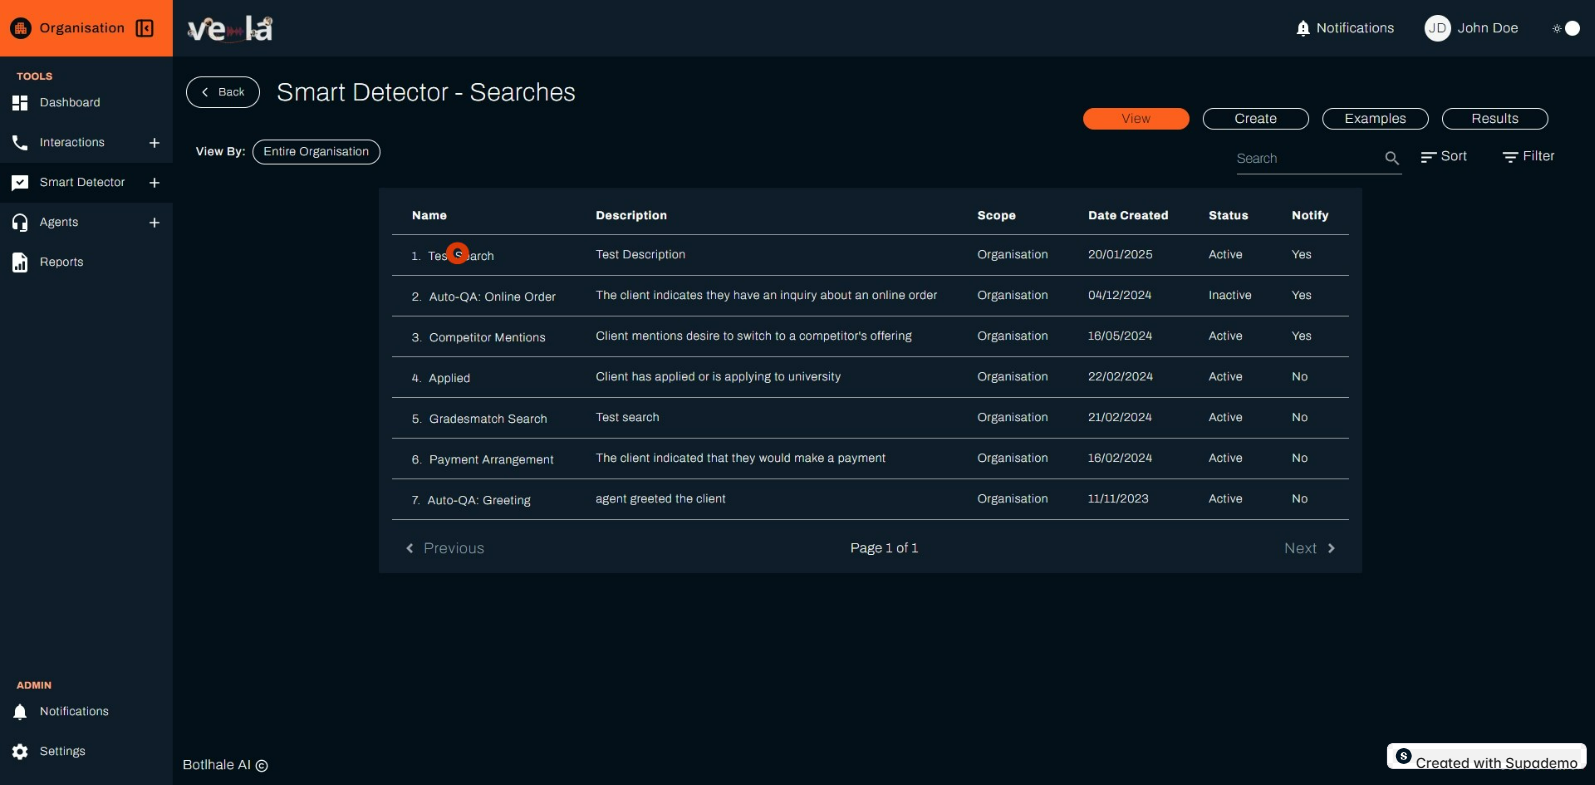 Organisation
vela
Notifications
JD John Doe
TOOLS
Dashboard
Interactions +
Smart Detector +
Agents +
Reports
Back
Smart Detector - Searches
View Create Examples Results
View By: Entire Organisation
Search Sort Filter
Name Description Scope Date Created Status Notify
1. Test Search Test Description Organisation 20/01/2025 Active Yes
2. Auto-QA: Online Order The client indicates they have an inquiry about an online order Organisation 04/12/2024 Inactive Yes
3. Competitor Mentions Client mentions desire to switch to a competitor's offering Organisation 16/05/2024 Active Yes
4. Applied Client has applied or is applying to university Organisation 22/02/2024 Active No
5. Gradesmatch Search Test search Organisation 21/02/2024 Active No
6. Payment Arrangement The client indicated that they would make a payment Organisation 16/02/2024 Active No
7. Auto-QA: Greeting agent greeted the client Organisation 11/11/2023 Active No
Previous Page 1 of 1 Next
ADMIN
Notifications
Settings
Botlhale AI ©
S Created with Supademo